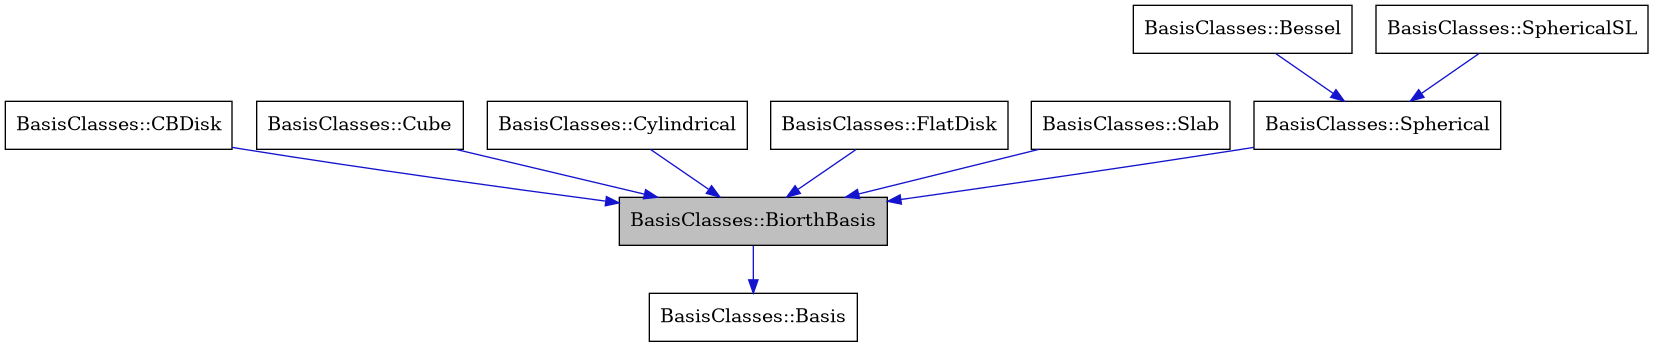 BasisClasses::Bessel
BasisClasses::SphericalSL
BasisClasses::CBDisk
BasisClasses::Cube
BasisClasses::Cylindrical
BasisClasses::FlatDisk
BasisClasses::Slab
BasisClasses::Spherical
BasisClasses::BiorthBasis
BasisClasses::Basis